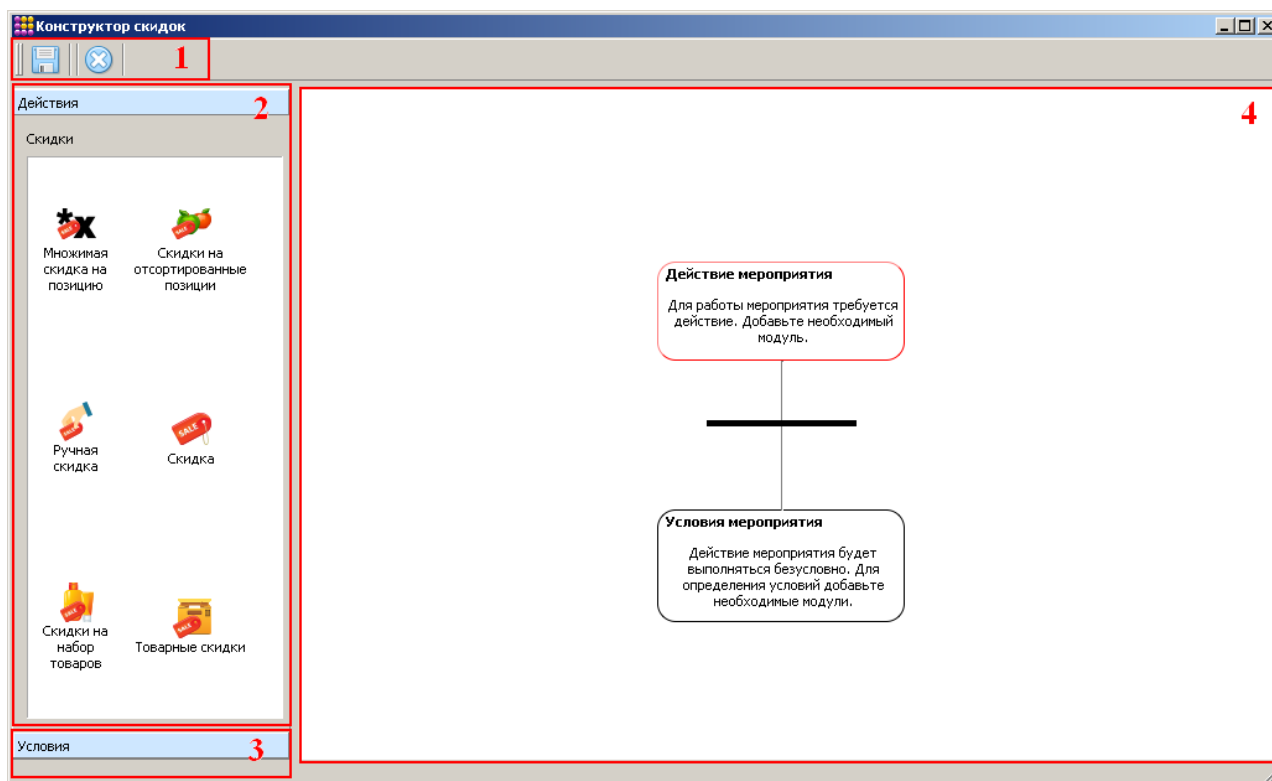 Конструктор скидок
1
Действия
2
4
Скидки
Множимая
скидка на
позицию
Скидки на
отсортированные
позиции
Ручная
скидка
Скидка
Скидки на
набор
товаров
Товарные скидки
Условия
3
Действие мероприятия
Для работы мероприятия требуется
действие. Добавьте необходимый
модуль.
Условия мероприятия
Действие мероприятия будет
выполняться безусловно. Для
определения условий добавьте
необходимые модули.